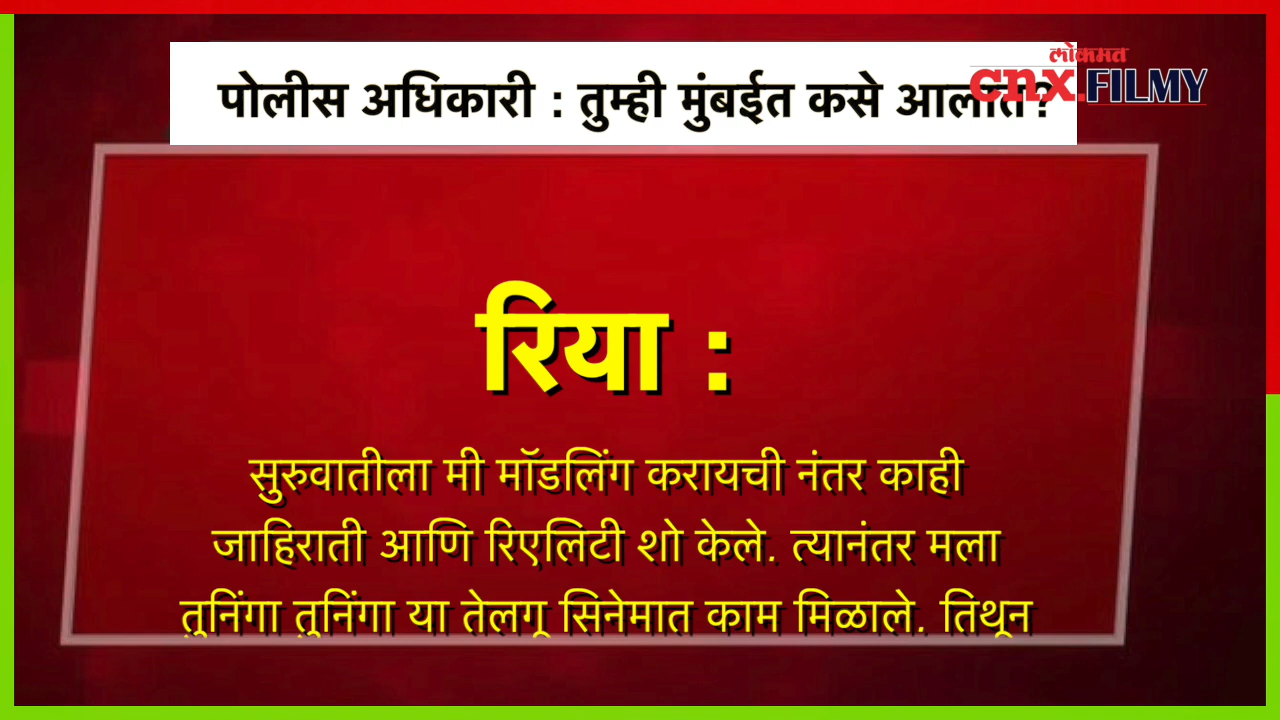 लोकमत
cnx.FILMY
पोलीस अधिकारी : तुम्ही मुंबईत कसे आलात?
रिया :
सुरुवातीला मी मॉडलिंग करायची नंतर काही
जाहिराती आणि रिएलिटी शो केले. त्यानंतर मला
तुनिंगा तुनिंगा या तेलगू सिनेमात काम मिळाले. तिथून